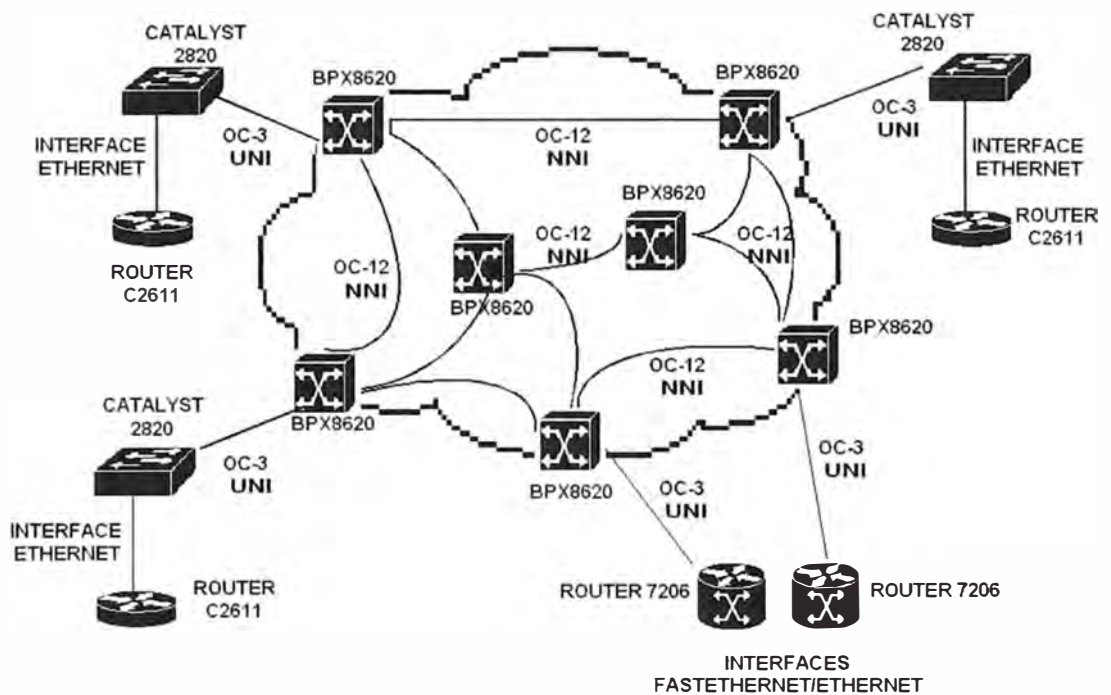 CATALYST
2820
BPX8620
BPX8620
CATALYST
2820
OC-3
UNI
OC-12
NNI
OC-3
UNI
INTERFACE
ETHERNET
INTERFACE
ETHERNET
BPX8620
ROUTER
C2611
OC-12
NNI
OC-12
NNI
ROUTER
C2611
OC-12
NNI
BPX8620
BPX8620
OC-12
NNI
CATALYST
2820
BPX8620
OC-3
UNI
OC-3
UNI
BPX8620
OC-3
UNI
INTERFACE
ETHERNET
ROUTER
C2611
ROUTER 7206
ROUTER 7206
INTERFACES
FASTETHERNET/ETHERNET